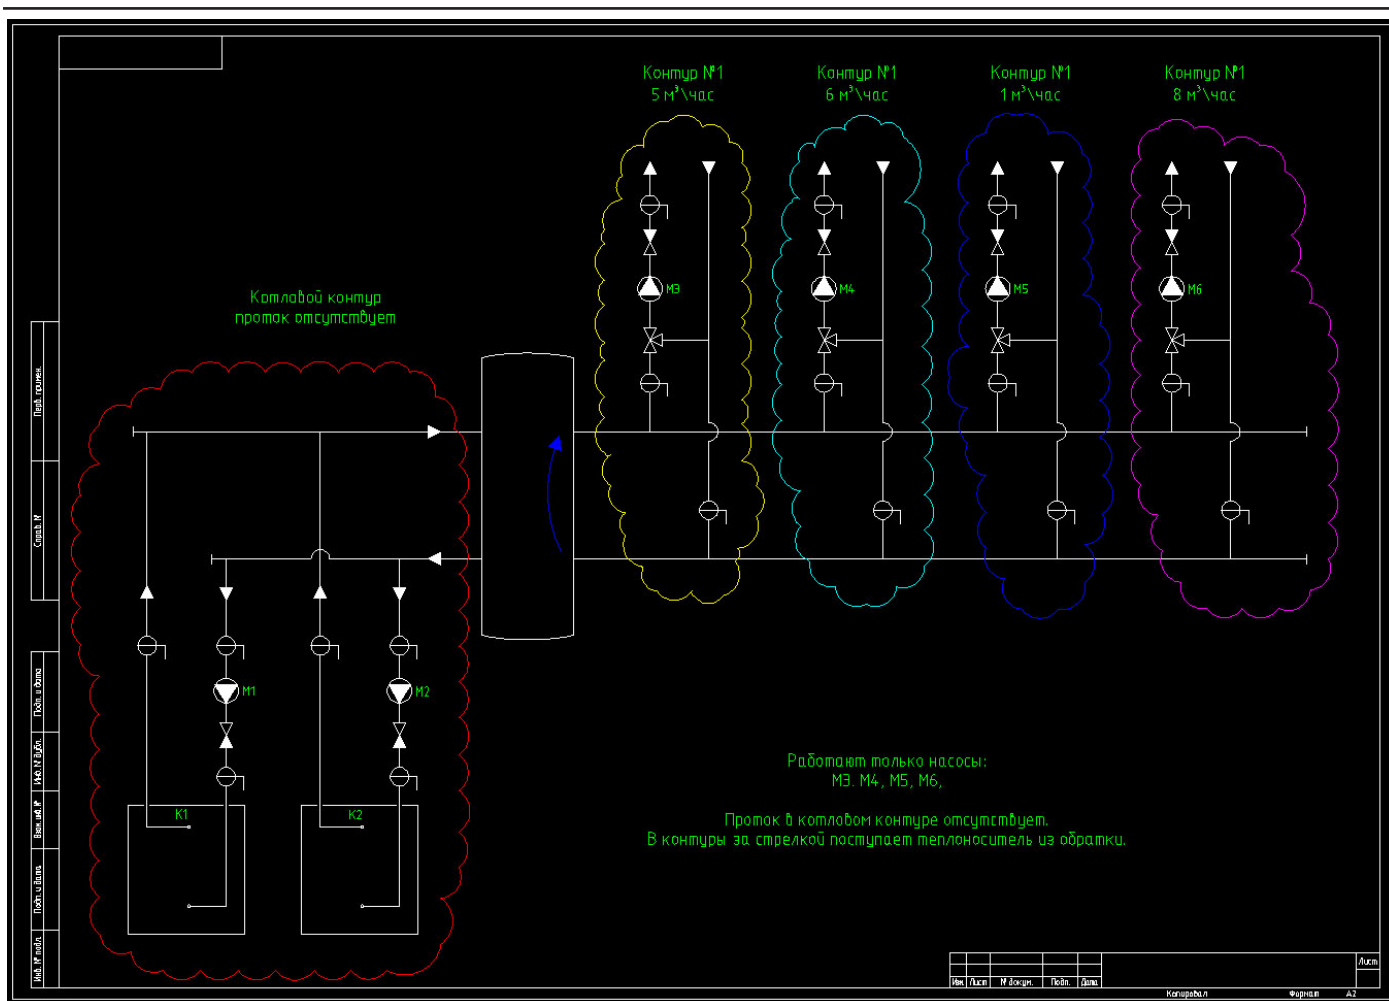 Контур №1
5 м³\час
Контур №1
6 м³\час
Контур №1
1 м³\час
Контур №1
8 м³\час
М3
М4
М5
М6
Котловой контур
проток отсутствует
М1
М2
К1
К2
Работают только насосы:
М3. М4, М5, М6,
Проток в котловом контуре отсутствует.
В контуры за стрелкой поступает теплоноситель из обратки.
Перв. примен.
Справ. №
Подп. и дата
Инв. № дубл.
Взам. инв. №
Подп. и дата
Инв. № подл.
Изм.
Лист
№ докум.
Подп.
Дата
Лист
Копировал
Формат
А2